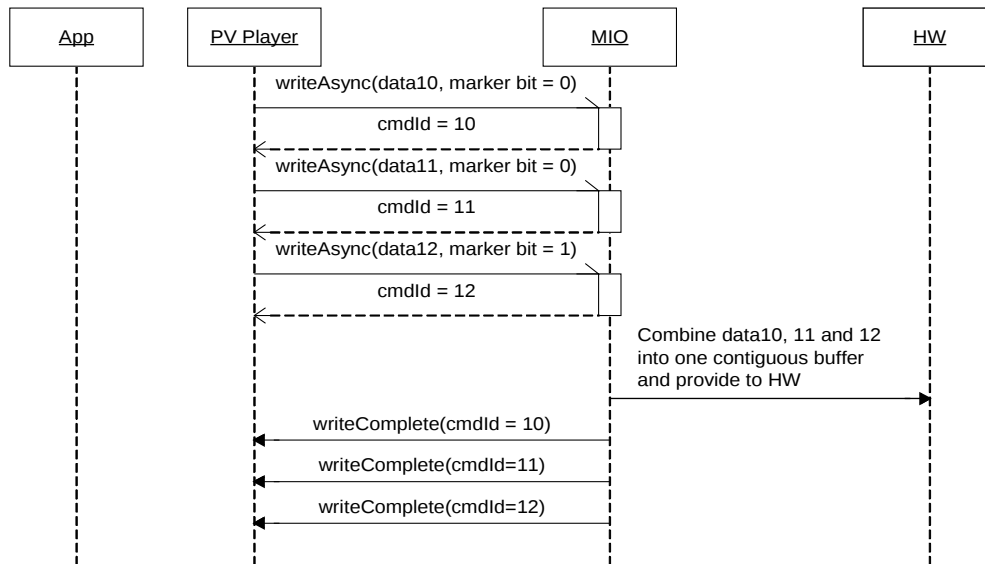 App
PV Player
MIO
HW
writeAsync(data10, marker bit = 0)
cmdId = 10
writeAsync(data11, marker bit = 0)
cmdId = 11
writeAsync(data12, marker bit = 1)
cmdId = 12
Combine data10, 11 and 12
into one contiguous buffer
and provide to HW
writeComplete(cmdId = 10)
writeComplete(cmdId=11)
writeComplete(cmdId=12)